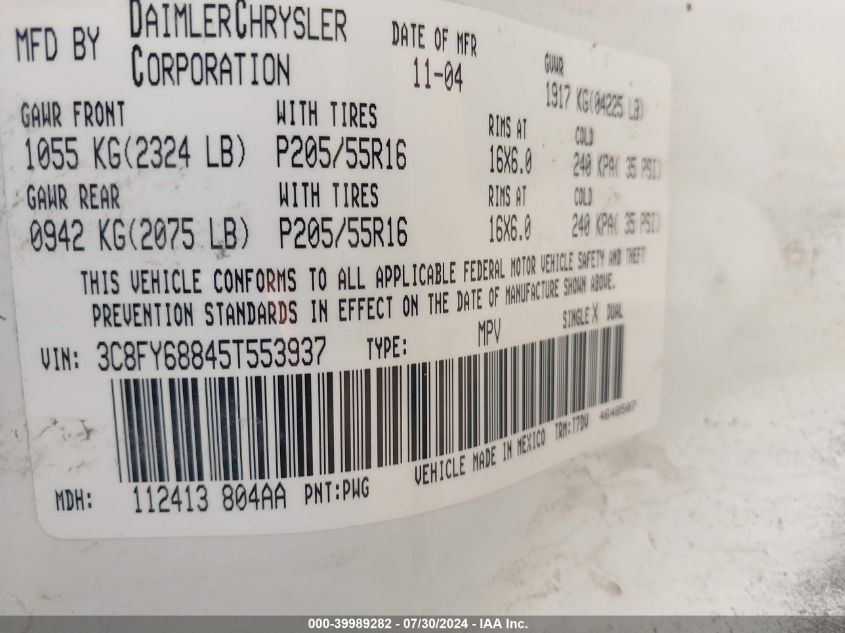 MFD BY DAIMLERCHRYSLER CORPORATION DATE OF MFR 11-04 GVWR 1917 KG(04225 LB)
GAWR FRONT WITH TIRES RIMS AT COLD
1055 KG(2324 LB) P205/55R16 16X6.0 240 KPA( 35 PSI)
GAWR REAR WITH TIRES RIMS AT COLD
0942 KG(2075 LB) P205/55R16 16X6.0 240 KPA( 35 PSI)
THIS VEHICLE CONFORMS TO ALL APPLICABLE FEDERAL MOTOR VEHICLE SAFETY AND THEFT
PREVENTION STANDARDS IN EFFECT ON THE DATE OF MANUFACTURE SHOWN ABOVE.
VIN: 3C8FY68845T553937 TYPE: MPV SINGLE X DUAL
MDH: 112413 804AA PNT:PWG VEHICLE MADE IN MEXICO TRM:T7DV 4648507
000-39989282 / 07/30/2024 - IAA Inc.